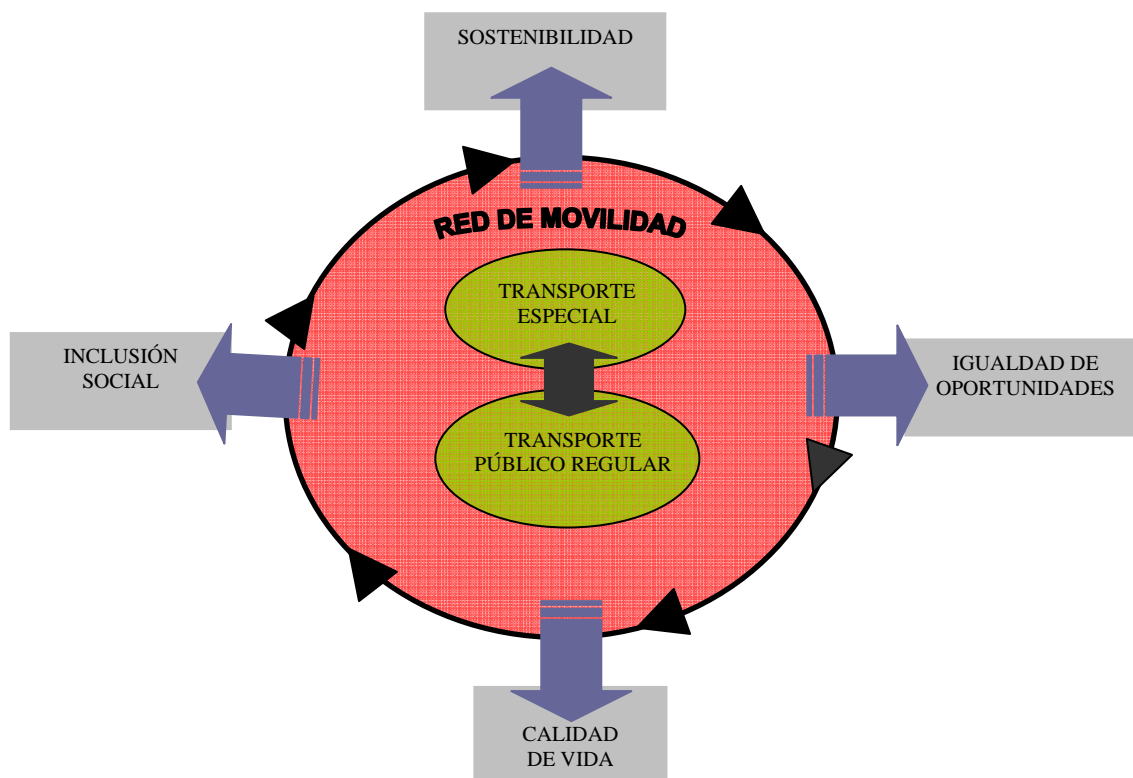 SOSTENIBILIDAD
RED DE MOVILIDAD
TRANSPORTE
ESPECIAL
INCLUSIÓN
SOCIAL
IGUALDAD DE
OPORTUNIDADES
TRANSPORTE
PÚBLICO REGULAR
CALIDAD
DE VIDA